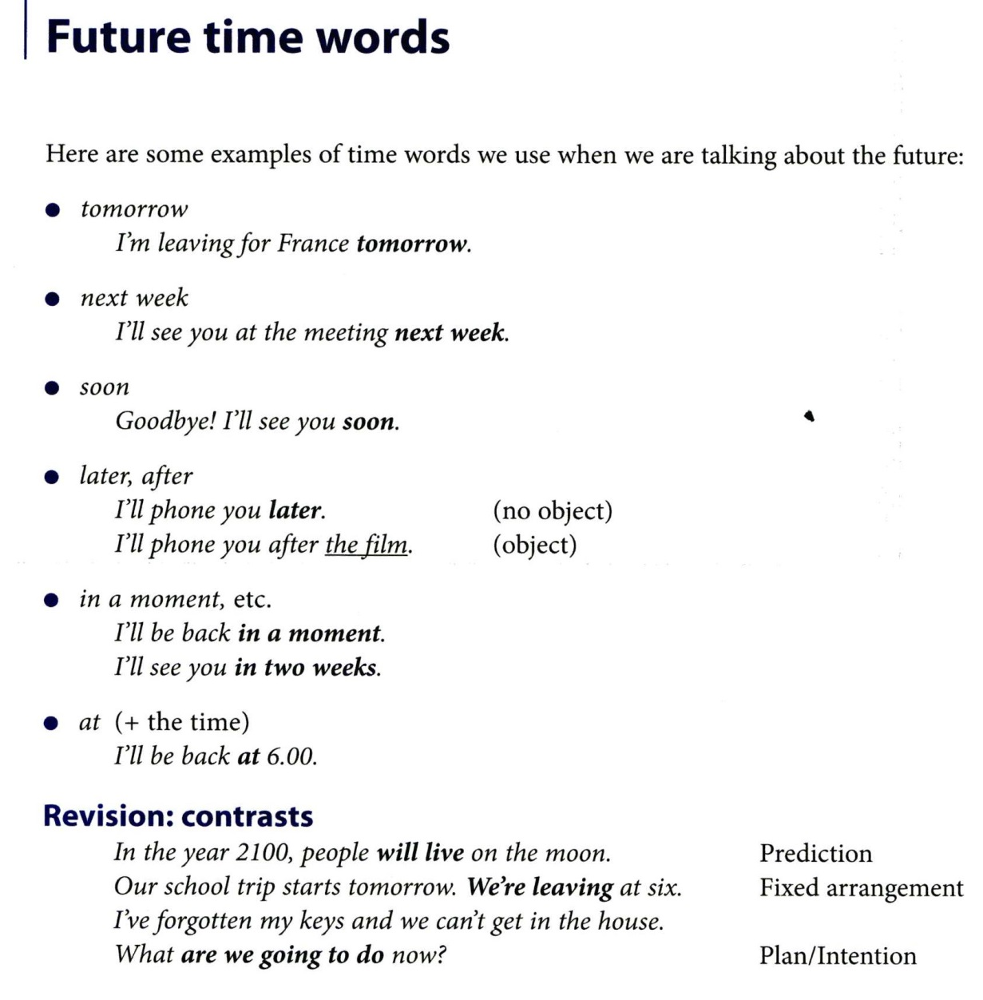 Future time words
Here are some examples of time words we use when we are talking about the future:
● tomorrow
I'm leaving for France tomorrow.
● next week
I'll see you at the meeting next week.
● soon
Goodbye! I'll see you soon.
● later, after
I'll phone you later. (no object)
I'll phone you after the film. (object)
● in a moment, etc.
I'll be back in a moment.
I'll see you in two weeks.
● at (+ the time)
I'll be back at 6.00.
Revision: contrasts
In the year 2100, people will live on the moon. Prediction
Our school trip starts tomorrow. We're leaving at six. Fixed arrangement
I've forgotten my keys and we can't get in the house.
What are we going to do now? Plan/Intention